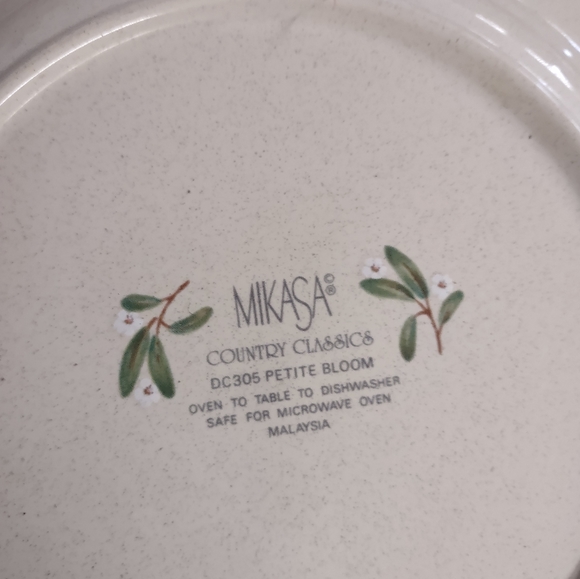 MIKASA©®
COUNTRY CLASSICS
DC305 PETITE BLOOM
OVEN TO TABLE TO DISHWASHER
SAFE FOR MICROWAVE OVEN
MALAYSIA